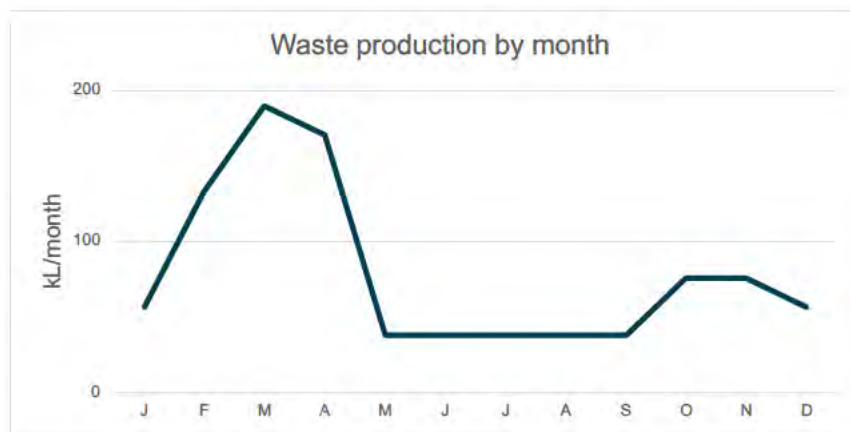 Waste production by month
200
kL/month
100
0
J F M A M J J A S O N D